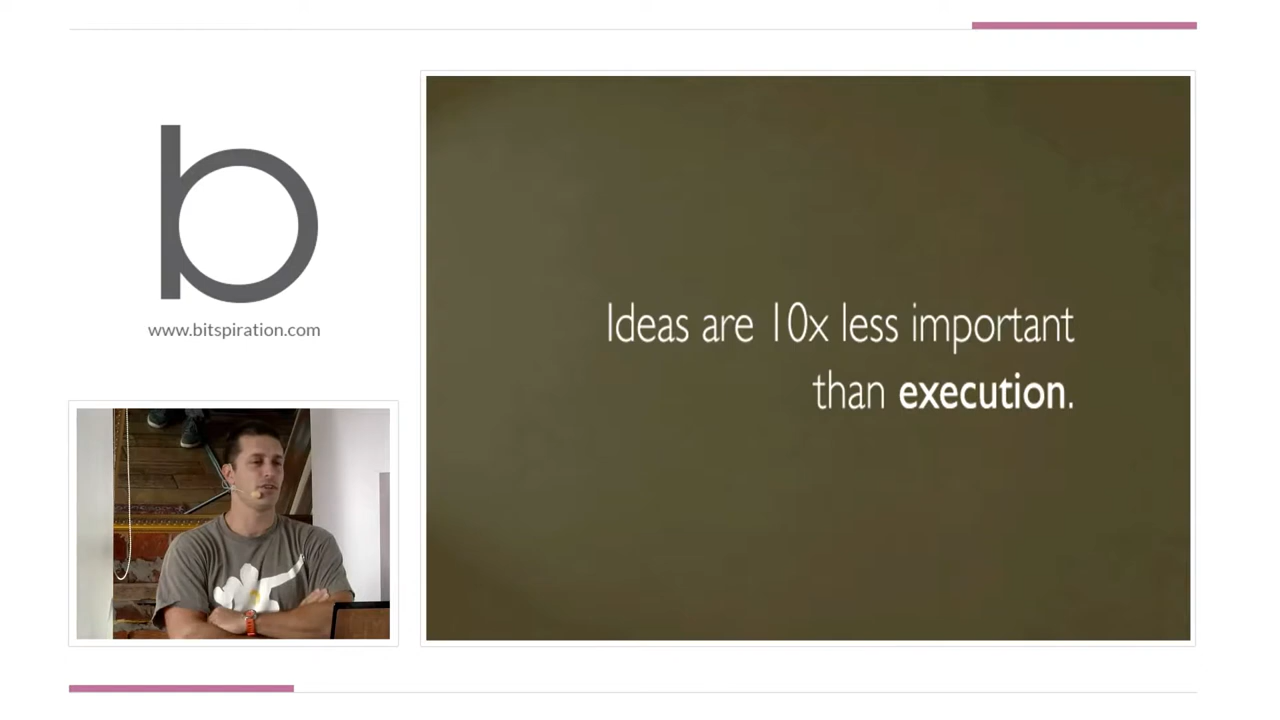 b
www.bitspiration.com
Ideas are 10x less important
than execution.